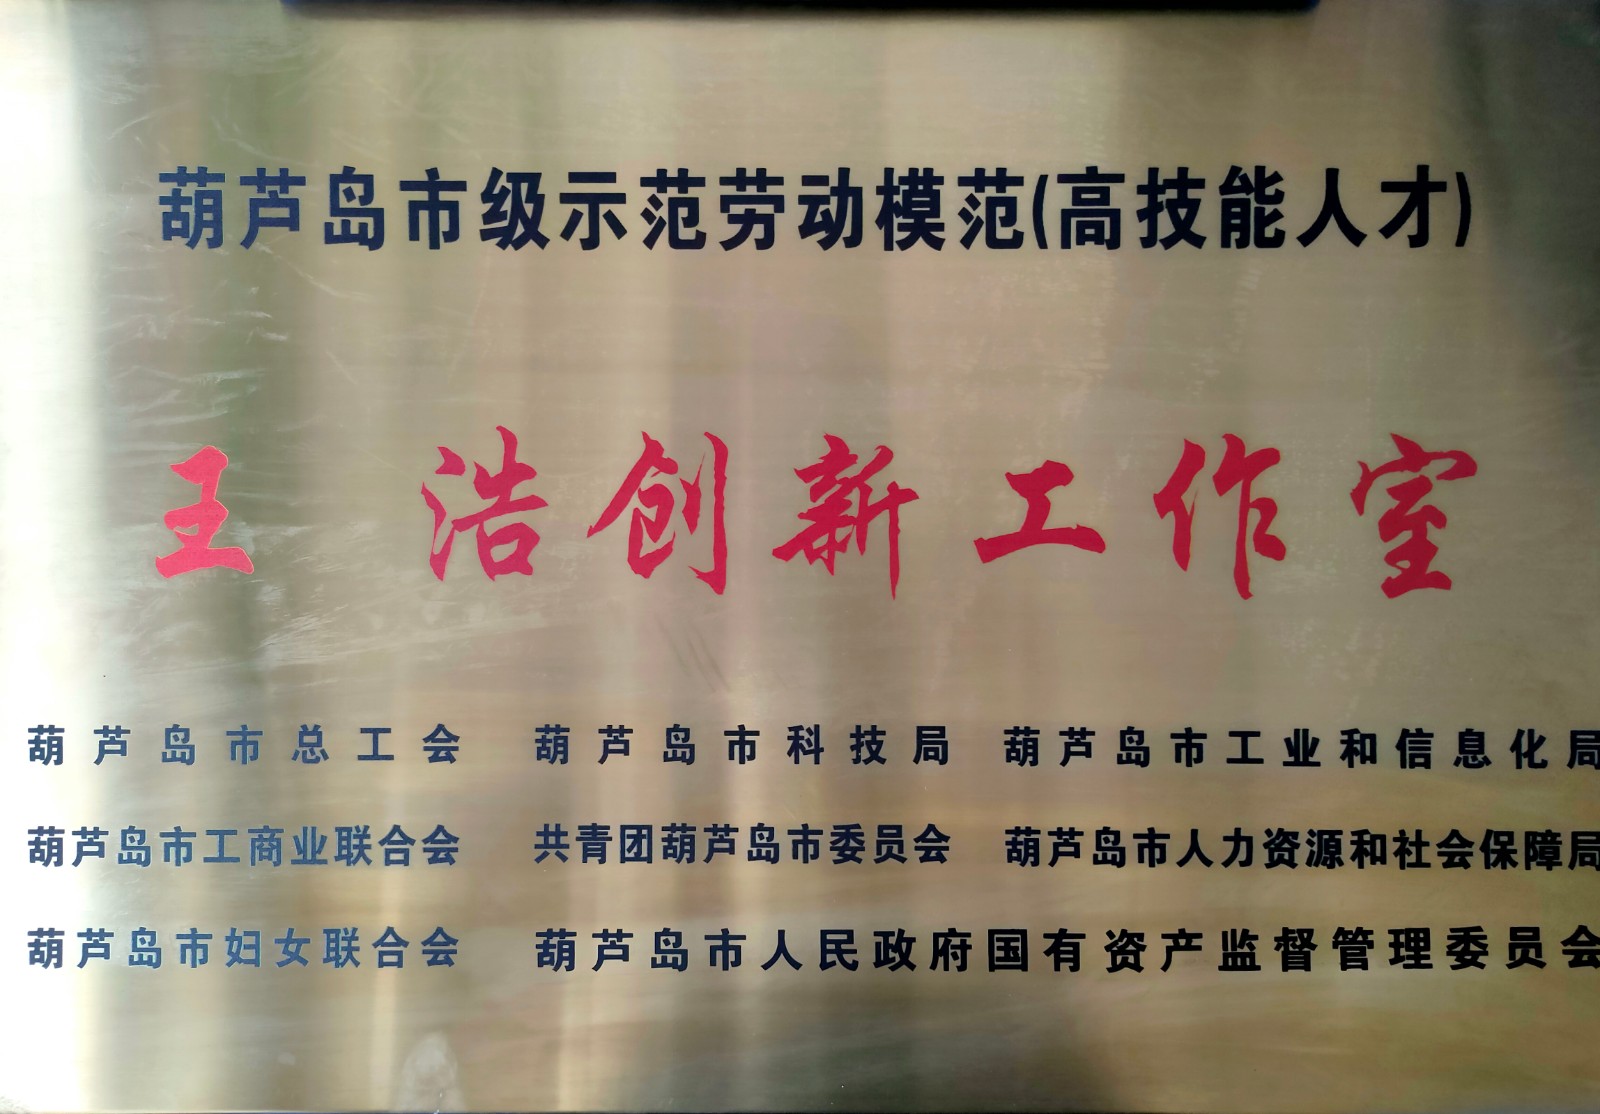 葫芦岛市级示范劳动模范(高技能人才)
王 浩创新工作室
葫芦岛市总工会 葫芦岛市科技局 葫芦岛市工业和信息化局
葫芦岛市工商业联合会 共青团葫芦岛市委员会 葫芦岛市人力资源和社会保障局
葫芦岛市妇女联合会 葫芦岛市人民政府国有资产监督管理委员会